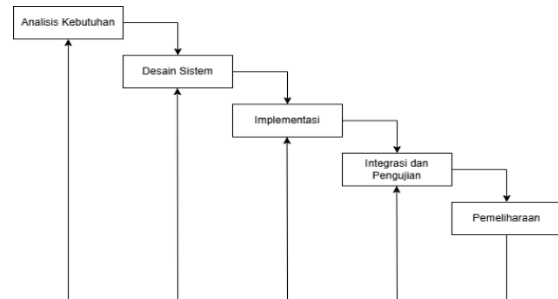 Analisis Kebutuhan
Desain Sistem
Implementasi
Integrasi dan
Pengujian
Pemeliharaan